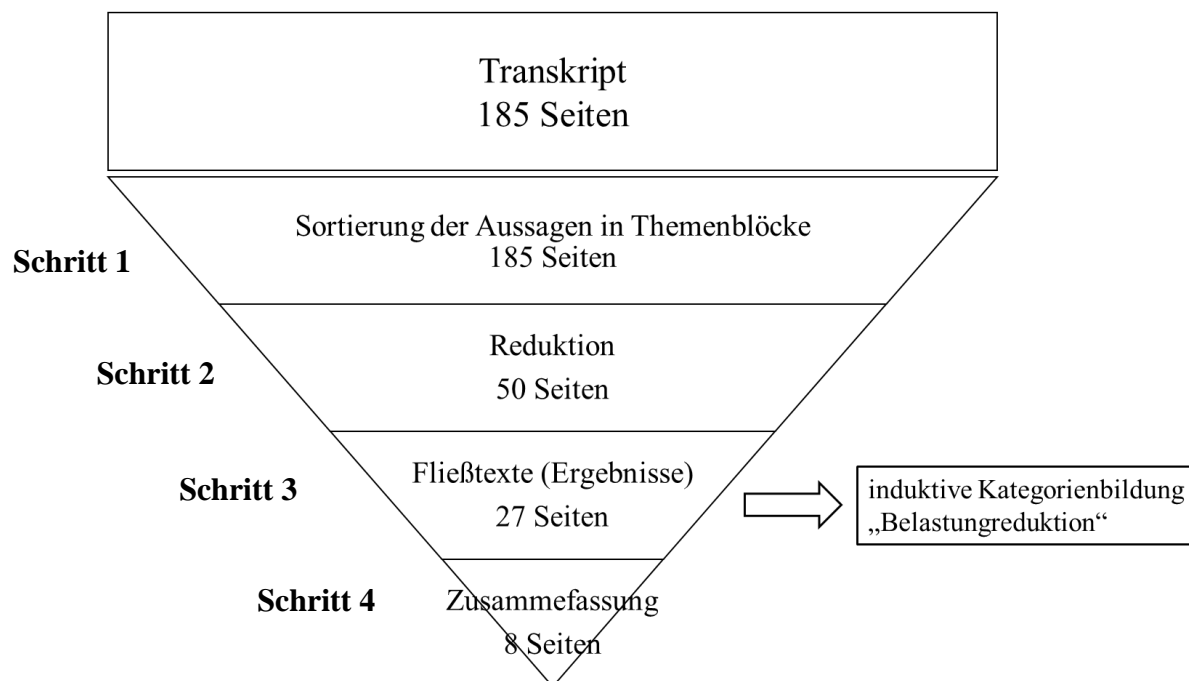 Transkript
185 Seiten
Sortierung der Aussagen in Themenblöcke
185 Seiten
Schritt 1
Reduktion
50 Seiten
Schritt 2
Fließtexte (Ergebnisse)
27 Seiten
Schritt 3
induktive Kategorienbildung
„Belastungreduktion“
Schritt 4
Zusammefassung
8 Seiten